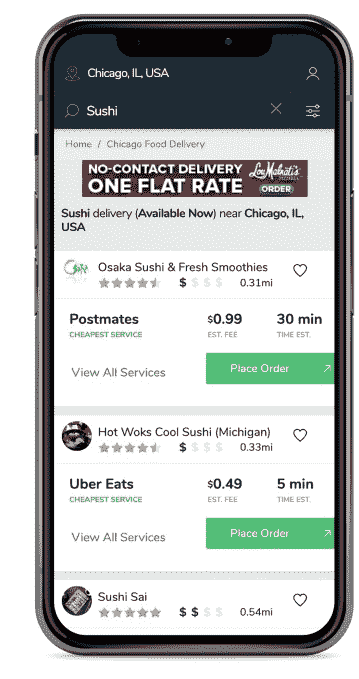 Chicago, IL, USA
Sushi
Home / Chicago Food Delivery
NO-CONTACT DELIVERY
ONE FLAT RATE
Lou Malnati's
ORDER
Sushi delivery (Available Now) near Chicago, IL,
USA
Osaka Sushi & Fresh Smoothies
$ $ $ $ 0.31mi
Postmates $0.99 30 min
CHEAPEST SERVICE EST. FEE TIME EST.
View All Services Place Order
Hot Woks Cool Sushi (Michigan)
$ $ $ $ 0.33mi
Uber Eats $0.49 5 min
CHEAPEST SERVICE EST. FEE TIME EST.
View All Services Place Order
Sushi Sai
$ $ $ $ 0.54mi